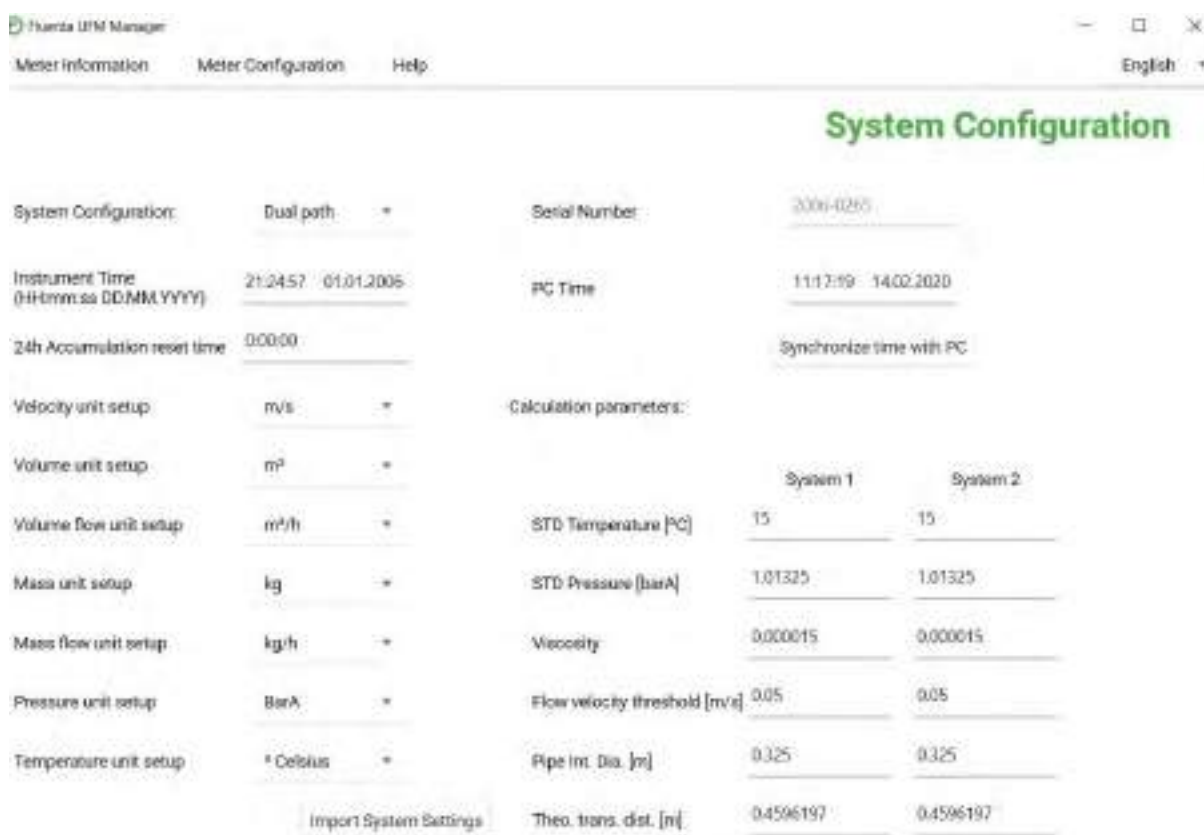 Fluenta UFM Manager
Meter Information Meter Configuration Help English
System Configuration
System Configuration: Dual path Serial Number 2006-0265
Instrument Time
(HH:mm:ss DD.MM.YYYY) 21:24:57 01.01.2006 PC Time 11:17:19 14.02.2020
24h Accumulation reset time 0:00:00 Synchronize time with PC
Velocity unit setup m/s Calculation parameters:
Volume unit setup m³
System 1 System 2
Volume flow unit setup m³/h STD Temperature [ºC] 15 15
Mass unit setup kg STD Pressure [barA] 1.01325 1.01325
Mass flow unit setup kg/h Viscosity 0.000015 0.000015
Pressure unit setup BarA Flow velocity threshold [m/s] 0.05 0.05
Temperature unit setup º Celsius Pipe Int. Dia. [m] 0.325 0.325
Import System Settings Theo. trans. dist. [m] 0.4596197 0.4596197